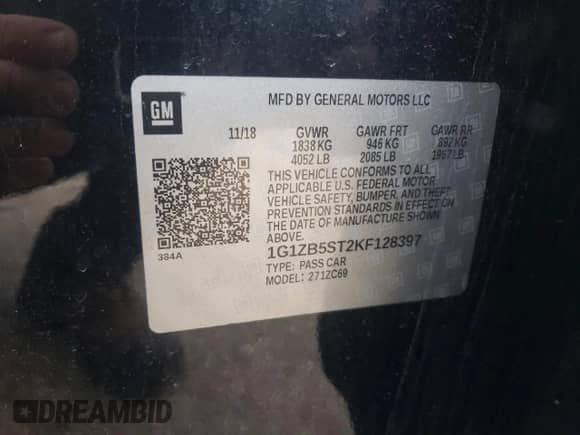 GM
MFD BY GENERAL MOTORS LLC
11/18 GVWR GAWR FRT GAWR RR
1838 KG 946 KG 892 KG
4052 LB 2085 LB 1967 LB
THIS VEHICLE CONFORMS TO ALL
APPLICABLE U.S. FEDERAL MOTOR
VEHICLE SAFETY, BUMPER, AND THEFT
PREVENTION STANDARDS IN EFFECT ON
THE DATE OF MANUFACTURE SHOWN
ABOVE.
384A
1G1ZB5ST2KF128397
TYPE: PASS CAR
MODEL: 271ZC69
DREAMBID